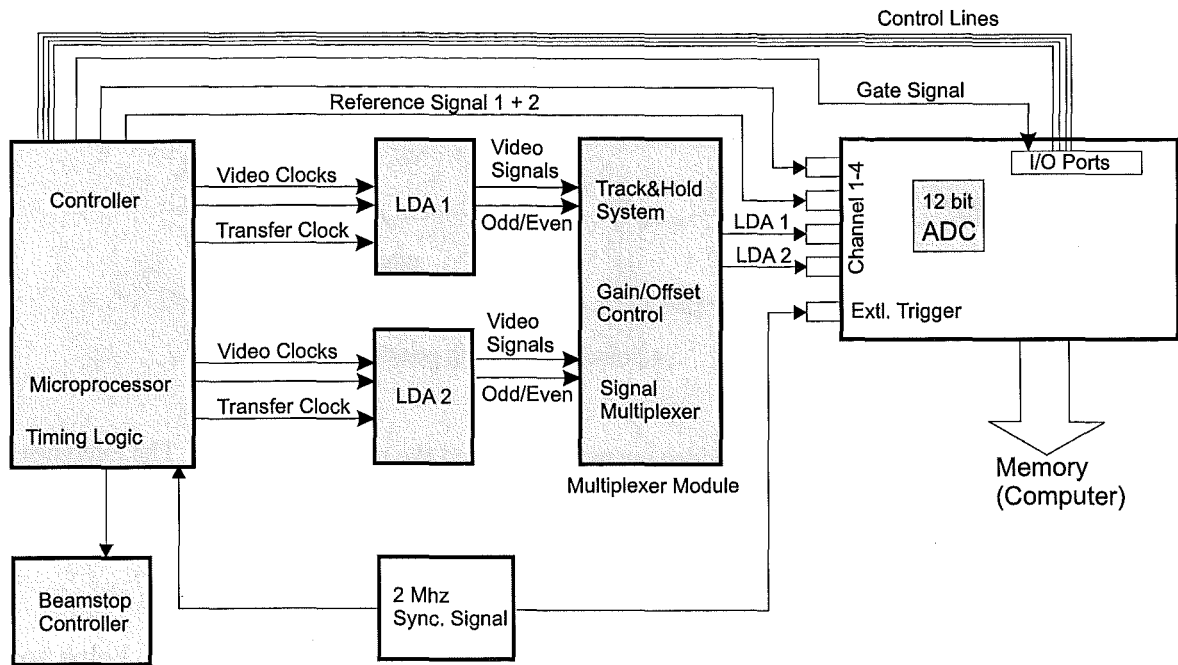 Control Lines
Gate Signal
Reference Signal 1 + 2
I/O Ports
Controller
Video Clocks
Transfer Clock
LDA 1
Video
Signals
Odd/Even
Track&Hold
System
LDA 1
LDA 2
Channel 1-4
12 bit
ADC
Gain/Offset
Control
Extl. Trigger
Microprocessor
Timing Logic
Video Clocks
Transfer Clock
LDA 2
Video
Signals
Odd/Even
Signal
Multiplexer
Multiplexer Module
Memory
(Computer)
Beamstop
Controller
2 Mhz
Sync. Signal